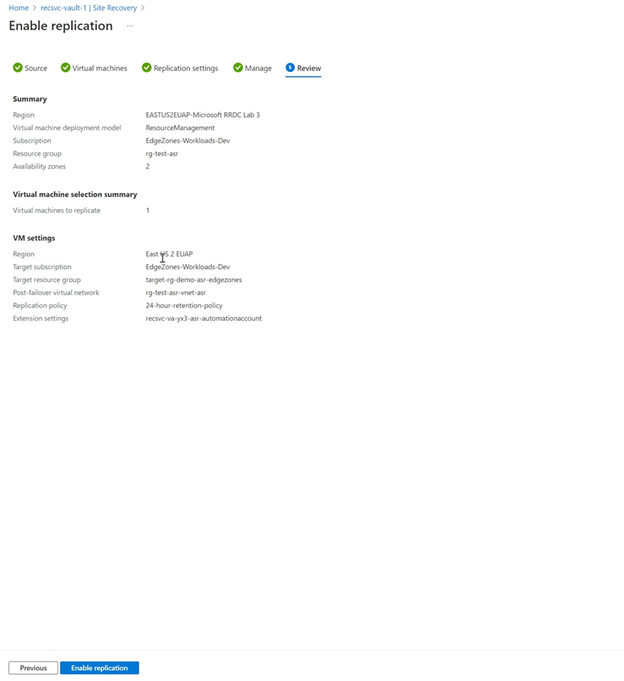 Home > recsvc-vault-1 | Site Recovery >
Enable replication ...
Source Virtual machines Replication settings Manage 5 Review
Summary
Region EASTUS2EUAP-Microsoft RRDC Lab 3
Virtual machine deployment model ResourceManagement
Subscription EdgeZones-Workloads-Dev
Resource group rg-test-asr
Availability zones 2
Virtual machine selection summary
Virtual machines to replicate 1
VM settings
Region East US 2 EUAP
Target subscription EdgeZones-Workloads-Dev
Target resource group target-rg-demo-asr-edgezones
Post-failover virtual network rg-test-asr-vnet-asr
Replication policy 24-hour-retention-policy
Extension settings recsvc-va-yx3-asr-automationaccount
Previous Enable replication